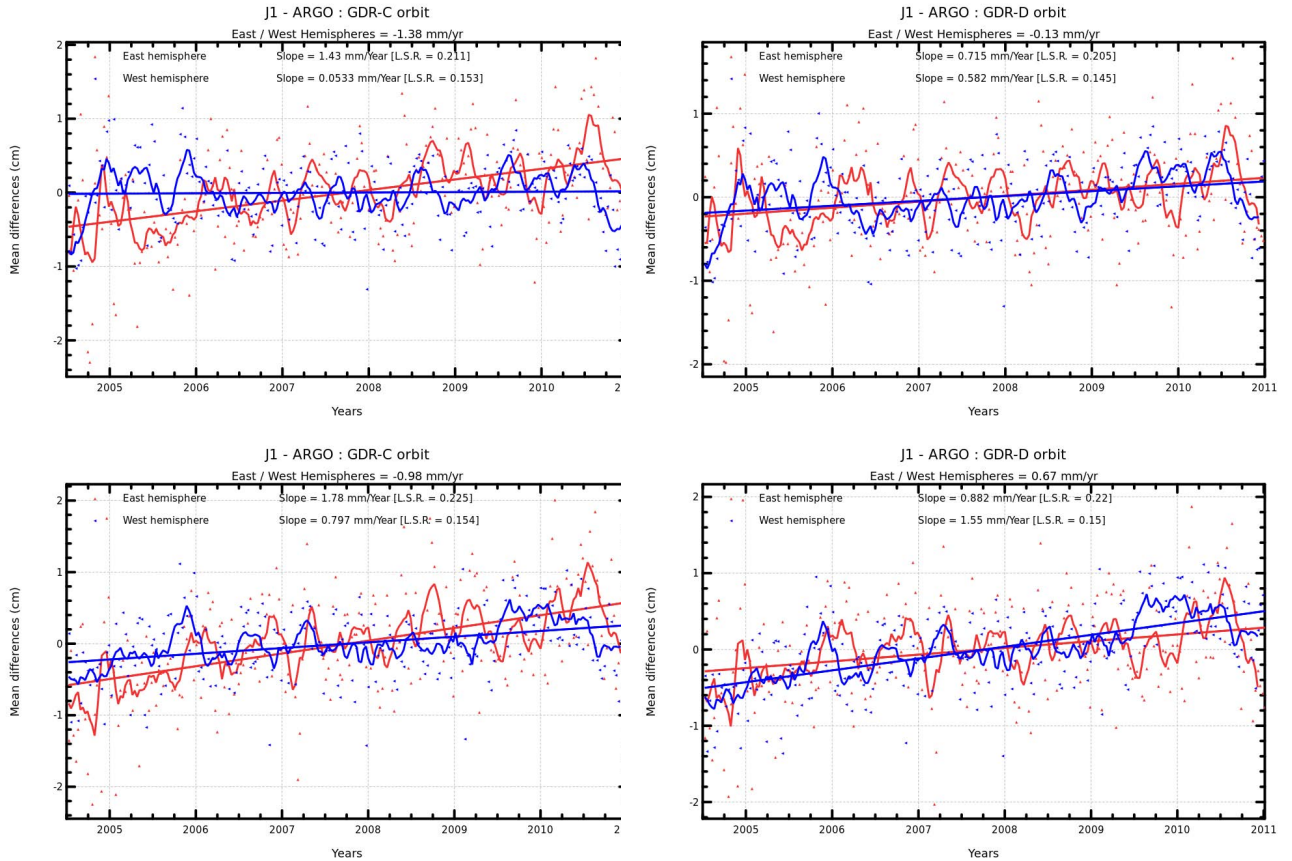 J1 - ARGO : GDR-C orbit
East / West Hemispheres = -1.38 mm/yr
East hemisphere Slope = 1.43 mm/Year [L.S.R. = 0.211]
West hemisphere Slope = 0.0533 mm/Year [L.S.R. = 0.153]
Mean differences (cm)
2
1
0
-1
-2
2005 2006 2007 2008 2009 2010 2
Years
J1 - ARGO : GDR-D orbit
East / West Hemispheres = -0.13 mm/yr
East hemisphere Slope = 0.715 mm/Year [L.S.R. = 0.205]
West hemisphere Slope = 0.582 mm/Year [L.S.R. = 0.145]
Mean differences (cm)
1
0
-1
-2
2005 2006 2007 2008 2009 2010 2011
Years
J1 - ARGO : GDR-C orbit
East / West Hemispheres = -0.98 mm/yr
East hemisphere Slope = 1.78 mm/Year [L.S.R. = 0.225]
West hemisphere Slope = 0.797 mm/Year [L.S.R. = 0.154]
Mean differences (cm)
2
1
0
-1
-2
2005 2006 2007 2008 2009 2010 2
Years
J1 - ARGO : GDR-D orbit
East / West Hemispheres = 0.67 mm/yr
East hemisphere Slope = 0.882 mm/Year [L.S.R. = 0.22]
West hemisphere Slope = 1.55 mm/Year [L.S.R. = 0.15]
Mean differences (cm)
2
1
0
-1
-2
2005 2006 2007 2008 2009 2010 2011
Years